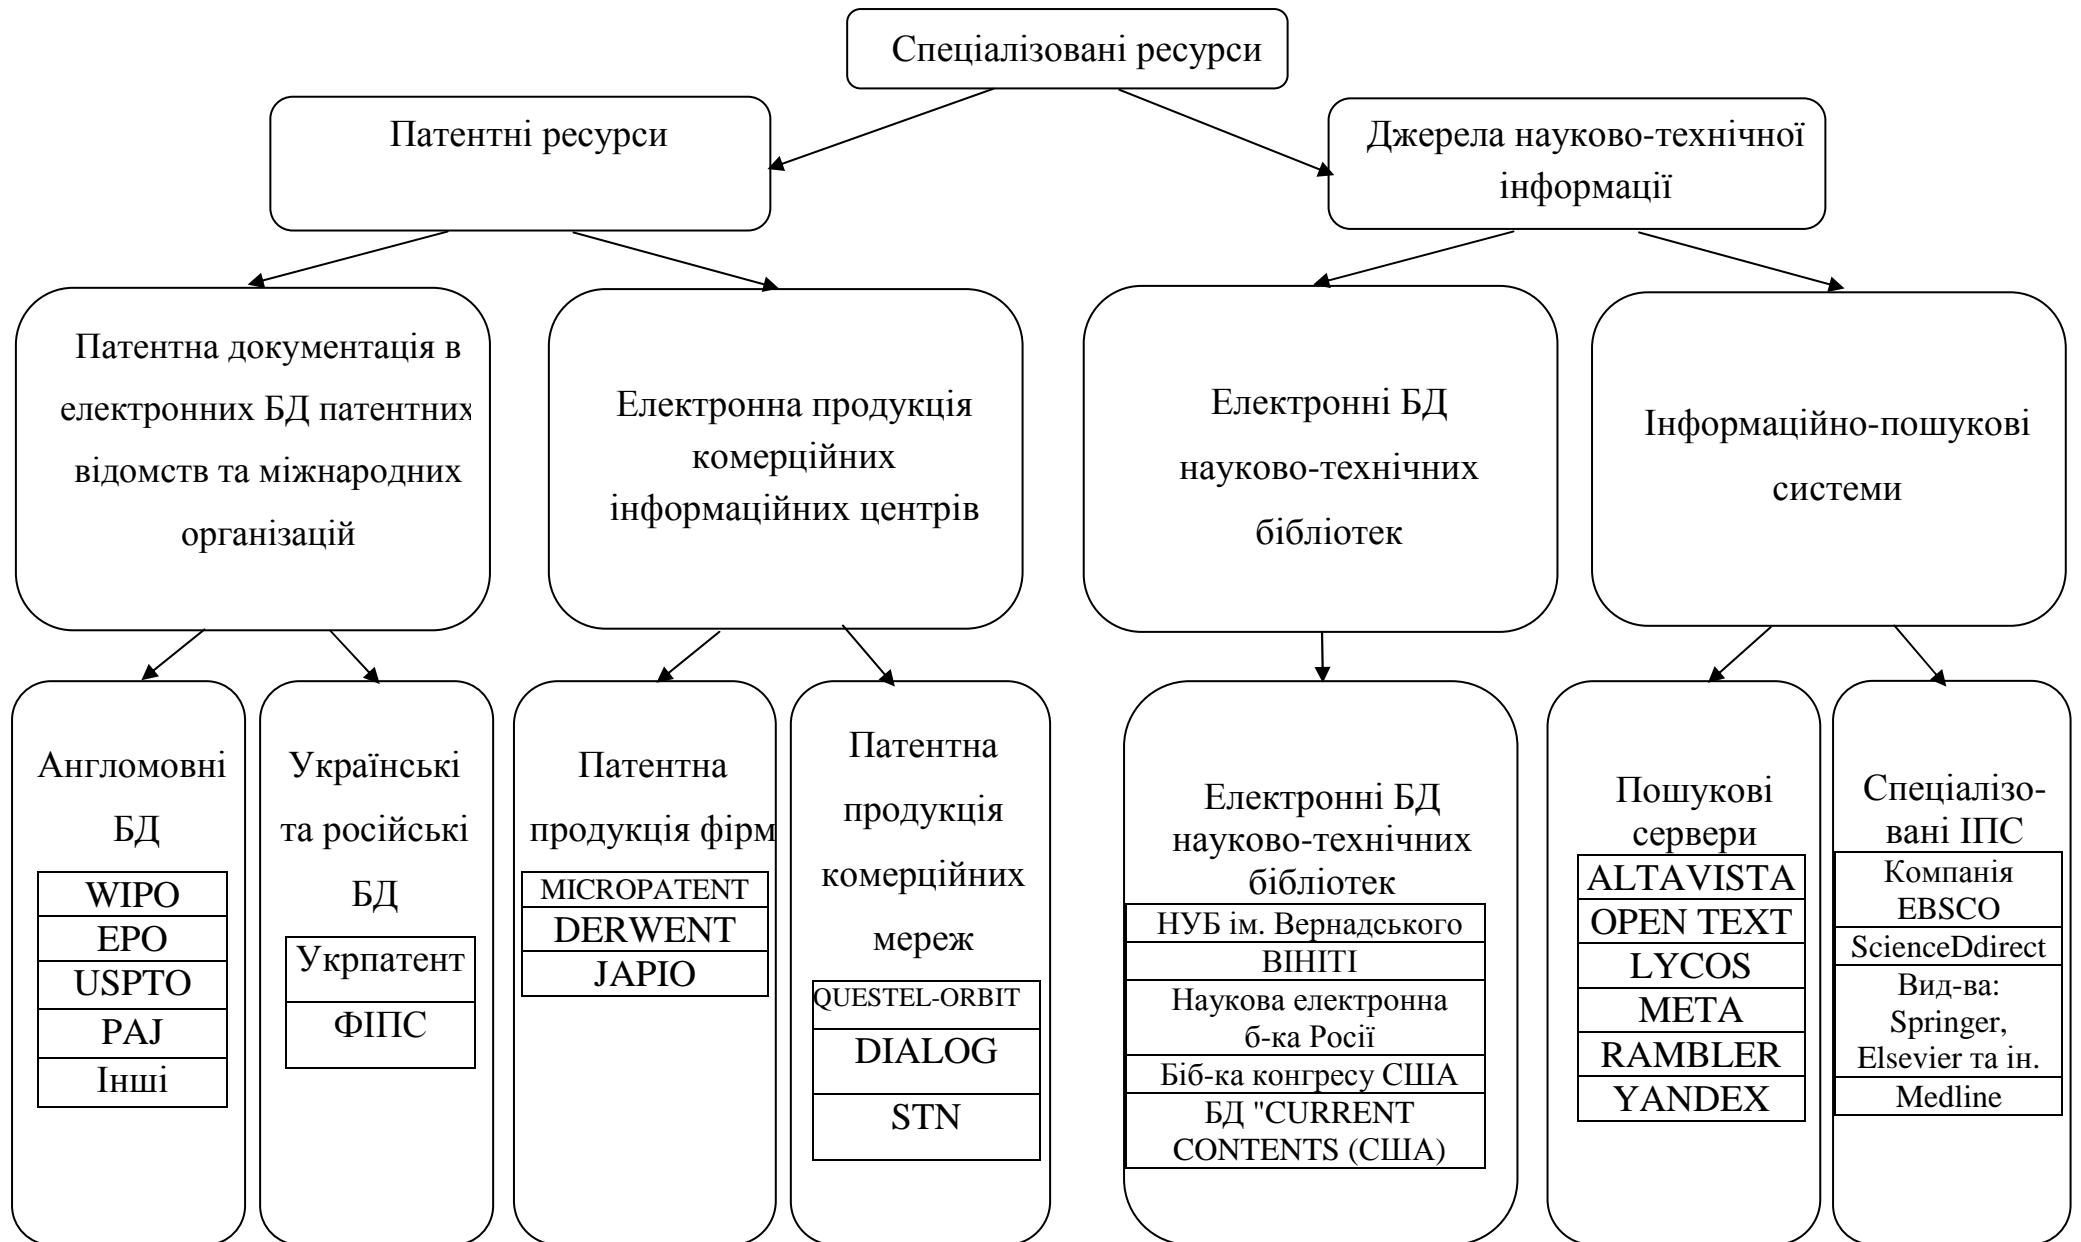 Спеціалізовані ресурси
Патентні ресурси
Джерела науково-технічної
інформації
Патентна документація в
електронних БД патентних
відомств та міжнародних
організацій
Електронна продукція
комерційних
інформаційних центрів
Електронні БД
науково-технічних
бібліотек
Інформаційно-пошукові
системи
Англомовні
БД
WIPO
EPO
USPTO
PAJ
Інші
Українські
та російські
БД
Укрпатент
ФІПС
Патентна
продукція фірм
MICROPATENT
DERWENT
JAPIO
Патентна
продукція
комерційних
мереж
QUESTEL-ORBIT
DIALOG
STN
Електронні БД
науково-технічних
бібліотек
НУБ ім. Вернадського
ВІНІТІ
Наукова електронна
б-ка Росії
Біб-ка конгресу США
БД "CURRENT
CONTENTS (США)
Пошукові
сервери
ALTAVISTA
OPEN TEXT
LYCOS
META
RAMBLER
YANDEX
Спеціалізо-
вані ІПС
Компанія
EBSCO
ScienceDdirect
Вид-ва:
Springer,
Elsevier та ін.
Medline